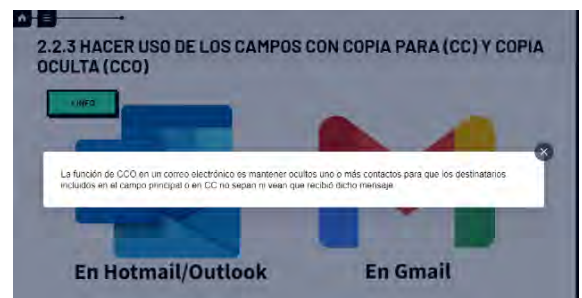 2.2.3 HACER USO DE LOS CAMPOS CON COPIA PARA (CC) Y COPIA
OCULTA (CCO)
+INFO
La función de CCO en un correo electrónico es mantener ocultos uno o más contactos para que los destinatarios
incluidos en el campo principal o en CC no sepan ni vean que recibió dicho mensaje.
En Hotmail/Outlook
En Gmail